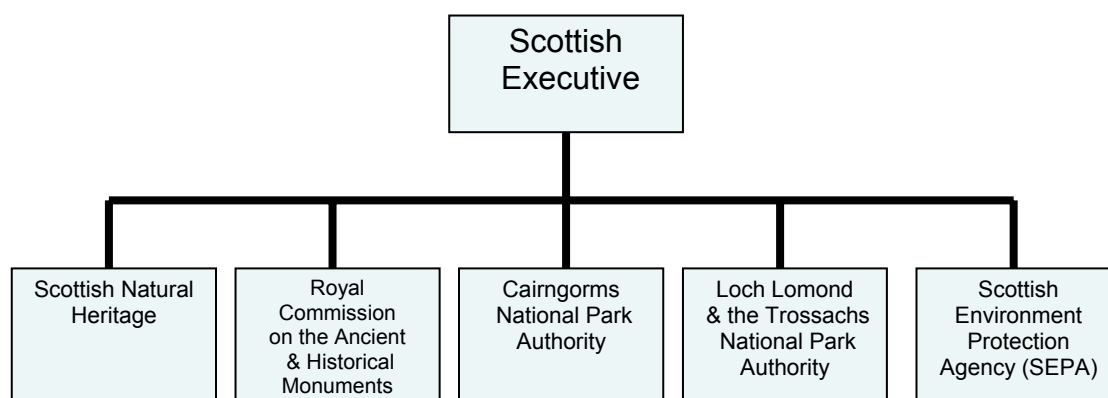 Scottish
Executive
Scottish Natural
Heritage
Royal
Commission
on the Ancient
& Historical
Monuments
Cairngorms
National Park
Authority
Loch Lomond
& the Trossachs
National Park
Authority
Scottish
Environment
Protection
Agency (SEPA)